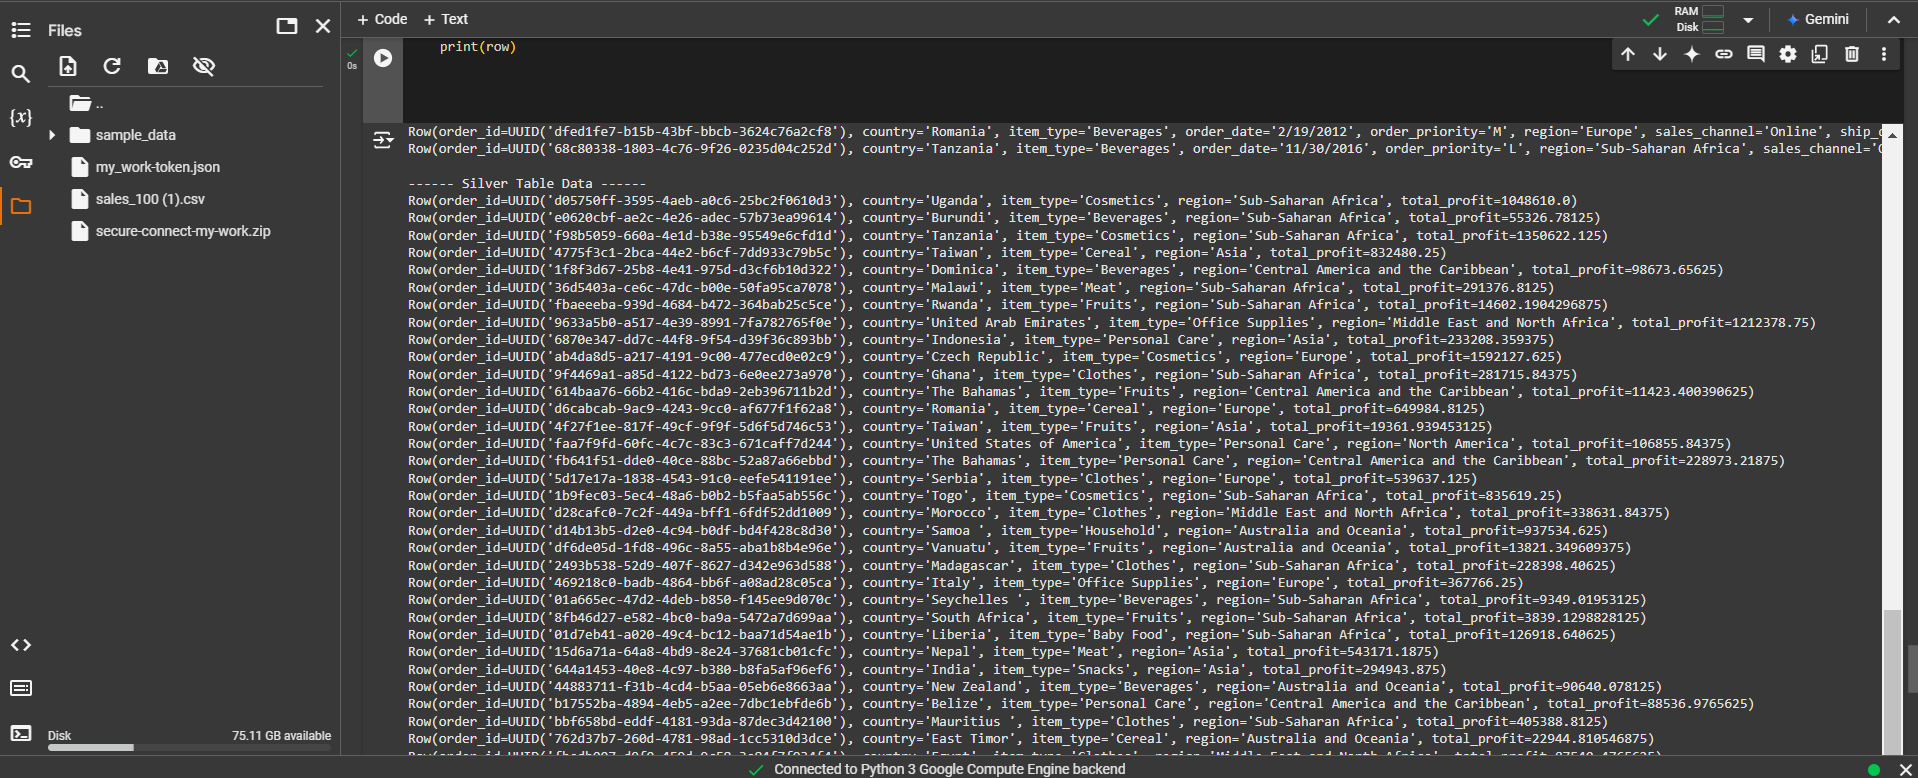 Files
+ Code + Text
RAM
Disk
Gemini
print(row)
0s
..
sample_data
my_work-token.json
sales_100 (1).csv
secure-connect-my-work.zip
{x}
Row(order_id=UUID('dfed1fe7-b15b-43bf-bbcb-3624c76a2cf8'), country='Romania', item_type='Beverages', order_date='2/19/2012', order_priority='M', region='Europe', sales_channel='Online', ship_
Row(order_id=UUID('68c80338-1803-4c76-9f26-0235d04c252d'), country='Tanzania', item_type='Beverages', order_date='11/30/2016', order_priority='L', region='Sub-Saharan Africa', sales_channel='
------ Silver Table Data ------
Row(order_id=UUID('d05750ff-3595-4aeb-a0c6-25bc2f0610d3'), country='Uganda', item_type='Cosmetics', region='Sub-Saharan Africa', total_profit=1048610.0)
Row(order_id=UUID('e0620cbf-ae2c-4e26-adec-57b73ea99614'), country='Burundi', item_type='Beverages', region='Sub-Saharan Africa', total_profit=55326.78125)
Row(order_id=UUID('f98b5059-660a-4e1d-b38e-95549e6cfd1d'), country='Tanzania', item_type='Cosmetics', region='Sub-Saharan Africa', total_profit=1350622.125)
Row(order_id=UUID('4775f3c1-2bca-44e2-b6cf-7dd933c79b5c'), country='Taiwan', item_type='Cereal', region='Asia', total_profit=832480.25)
Row(order_id=UUID('1f8f3d67-25b8-4e41-975d-d3cf6b10d322'), country='Dominica', item_type='Beverages', region='Central America and the Caribbean', total_profit=98673.65625)
Row(order_id=UUID('36d5403a-ce6c-47dc-b00e-50fa95ca7078'), country='Malawi', item_type='Meat', region='Sub-Saharan Africa', total_profit=291376.8125)
Row(order_id=UUID('fbaeeeba-939d-4684-b472-364bab25c5ce'), country='Rwanda', item_type='Fruits', region='Sub-Saharan Africa', total_profit=14602.1904296875)
Row(order_id=UUID('9633a5b0-a517-4e39-8991-7fa782765f0e'), country='United Arab Emirates', item_type='Office Supplies', region='Middle East and North Africa', total_profit=1212378.75)
Row(order_id=UUID('6870e347-dd7c-44f8-9f54-d39f36c893bb'), country='Indonesia', item_type='Personal Care', region='Asia', total_profit=233208.359375)
Row(order_id=UUID('ab4da8d5-a217-4191-9c00-477ecd0e02c9'), country='Czech Republic', item_type='Cosmetics', region='Europe', total_profit=1592127.625)
Row(order_id=UUID('9f4469a1-a85d-4122-bd73-6e0ee273a970'), country='Ghana', item_type='Clothes', region='Sub-Saharan Africa', total_profit=281715.84375)
Row(order_id=UUID('614baa76-66b2-416c-bda9-2eb396711b2d'), country='The Bahamas', item_type='Fruits', region='Central America and the Caribbean', total_profit=11423.400390625)
Row(order_id=UUID('d6cabcab-9ac9-4243-9cc0-af677f1f62a8'), country='Romania', item_type='Cereal', region='Europe', total_profit=649984.8125)
Row(order_id=UUID('4f27f1ee-817f-49cf-9f9f-5d6f5d746c53'), country='Taiwan', item_type='Fruits', region='Asia', total_profit=19361.939453125)
Row(order_id=UUID('faa7f9fd-60fc-4c7c-83c3-671caff7d244'), country='United States of America', item_type='Personal Care', region='North America', total_profit=106855.84375)
Row(order_id=UUID('fb641f51-dde0-40ce-88bc-52a87a66ebbd'), country='The Bahamas', item_type='Personal Care', region='Central America and the Caribbean', total_profit=228973.21875)
Row(order_id=UUID('5d17e17a-1838-4543-91c0-eefe541191ee'), country='Serbia', item_type='Clothes', region='Europe', total_profit=539637.125)
Row(order_id=UUID('1b9fec03-5ec4-48a6-b0b2-b5faa5ab556c'), country='Togo', item_type='Cosmetics', region='Sub-Saharan Africa', total_profit=835619.25)
Row(order_id=UUID('d28cafc0-7c2f-449a-bff1-6fdf52dd1009'), country='Morocco', item_type='Clothes', region='Middle East and North Africa', total_profit=338631.84375)
Row(order_id=UUID('d14b13b5-d2e0-4c94-b0df-bd4f428c8d30'), country='Samoa ', item_type='Household', region='Australia and Oceania', total_profit=937534.625)
Row(order_id=UUID('df6de05d-1fd8-496c-8a55-aba1b8b4e96e'), country='Vanuatu', item_type='Fruits', region='Australia and Oceania', total_profit=13821.349609375)
Row(order_id=UUID('2493b538-52d9-407f-8627-d342e963d588'), country='Madagascar', item_type='Clothes', region='Sub-Saharan Africa', total_profit=228398.40625)
Row(order_id=UUID('469218c0-badb-4864-bb6f-a08ad28c05ca'), country='Italy', item_type='Office Supplies', region='Europe', total_profit=367766.25)
Row(order_id=UUID('01a665ec-47d2-4deb-b850-f145ee9d070c'), country='Seychelles ', item_type='Beverages', region='Sub-Saharan Africa', total_profit=9349.01953125)
Row(order_id=UUID('8fb46d27-e582-4bc0-ba9a-5472a7d699aa'), country='South Africa', item_type='Fruits', region='Sub-Saharan Africa', total_profit=3839.1298828125)
Row(order_id=UUID('01d7eb41-a020-49c4-bc12-baa71d54ae1b'), country='Liberia', item_type='Baby Food', region='Sub-Saharan Africa', total_profit=126918.640625)
Row(order_id=UUID('15d6a71a-64a8-4bd9-8e24-37681cb01cfc'), country='Nepal', item_type='Meat', region='Asia', total_profit=543171.1875)
Row(order_id=UUID('644a1453-40e8-4c97-b380-b8fa5af96ef6'), country='India', item_type='Snacks', region='Asia', total_profit=294943.875)
Row(order_id=UUID('44883711-f31b-4cd4-b5aa-05eb6e8663aa'), country='New Zealand', item_type='Beverages', region='Australia and Oceania', total_profit=90640.078125)
Row(order_id=UUID('b17552ba-4894-4eb5-a2ee-7dbc1ebfde6b'), country='Belize', item_type='Personal Care', region='Central America and the Caribbean', total_profit=88536.9765625)
Row(order_id=UUID('bbf658bd-eddf-4181-93da-87dec3d42100'), country='Mauritius ', item_type='Clothes', region='Sub-Saharan Africa', total_profit=405388.8125)
Row(order_id=UUID('762d37b7-260d-4781-98ad-1cc5310d3dce'), country='East Timor', item_type='Cereal', region='Australia and Oceania', total_profit=22944.810546875)
Disk 75.11 GB available
Connected to Python 3 Google Compute Engine backend